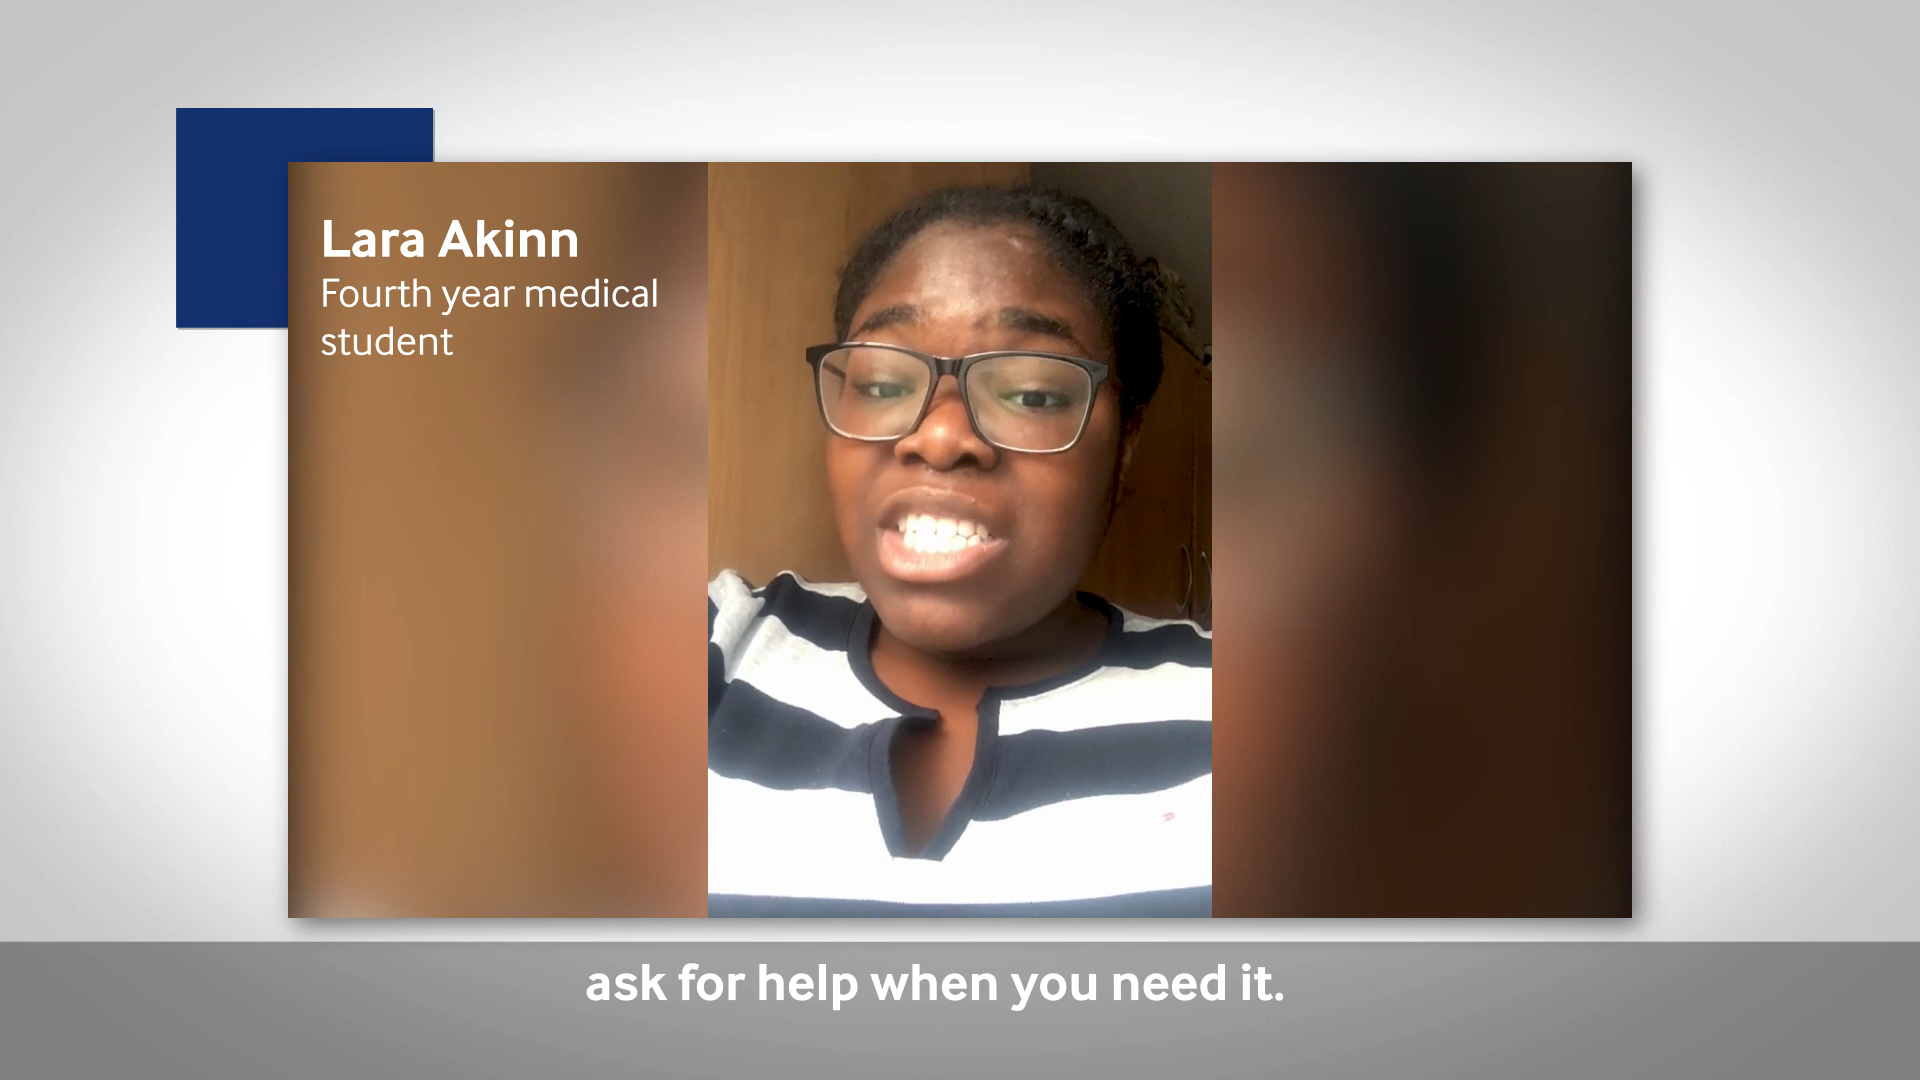 Lara Akinn
Fourth year medical
student
ask for help when you need it.